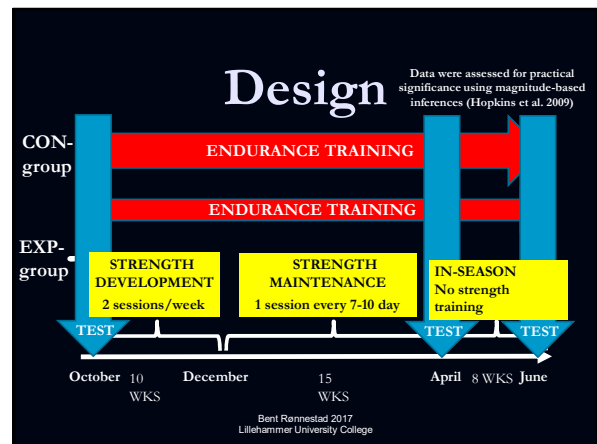 Design
Data were assessed for practical
significance using magnitude-based
inferences (Hopkins et al. 2009)
CON-
group
ENDURANCE TRAINING
ENDURANCE TRAINING
EXP-
group
STRENGTH
DEVELOPMENT
2 sessions/week
STRENGTH
MAINTENANCE
1 session every 7-10 day
IN-SEASON
No strength
training
TEST
TEST
TEST
October
10
WKS
December
15
WKS
April
8 WKS
June
Bent Rønnestad 2017
Lillehammer University College